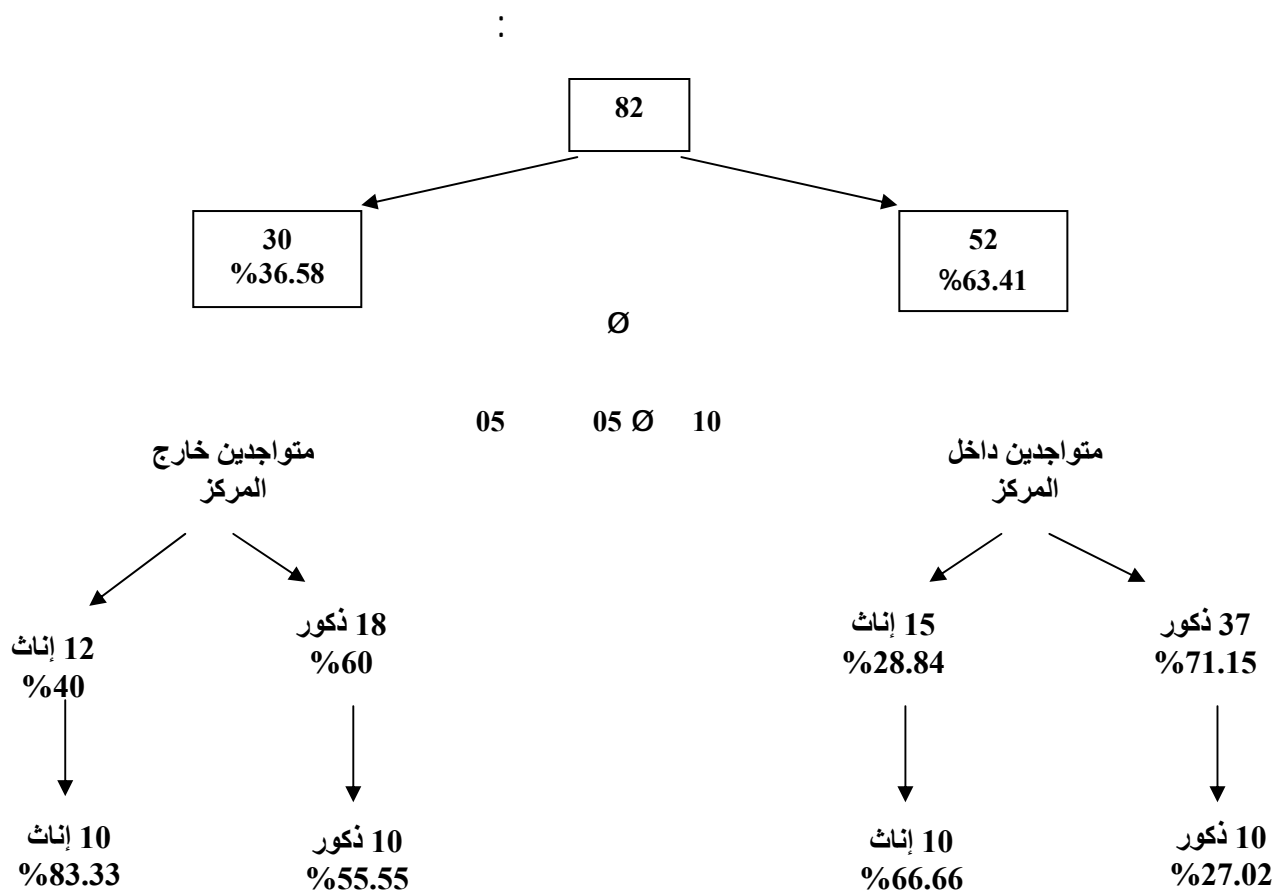 :
82
52
%63.41
30
%36.58
Ø
10 Ø 05 05
متواجدين داخل
المركز
متواجدين خارج
المركز
37 ذكور
%71.15
15 إناث
%28.84
18 ذكور
%60
12 إناث
%40
10 ذكور
%27.02
10 إناث
%66.66
10 ذكور
%55.55
10 إناث
%83.33